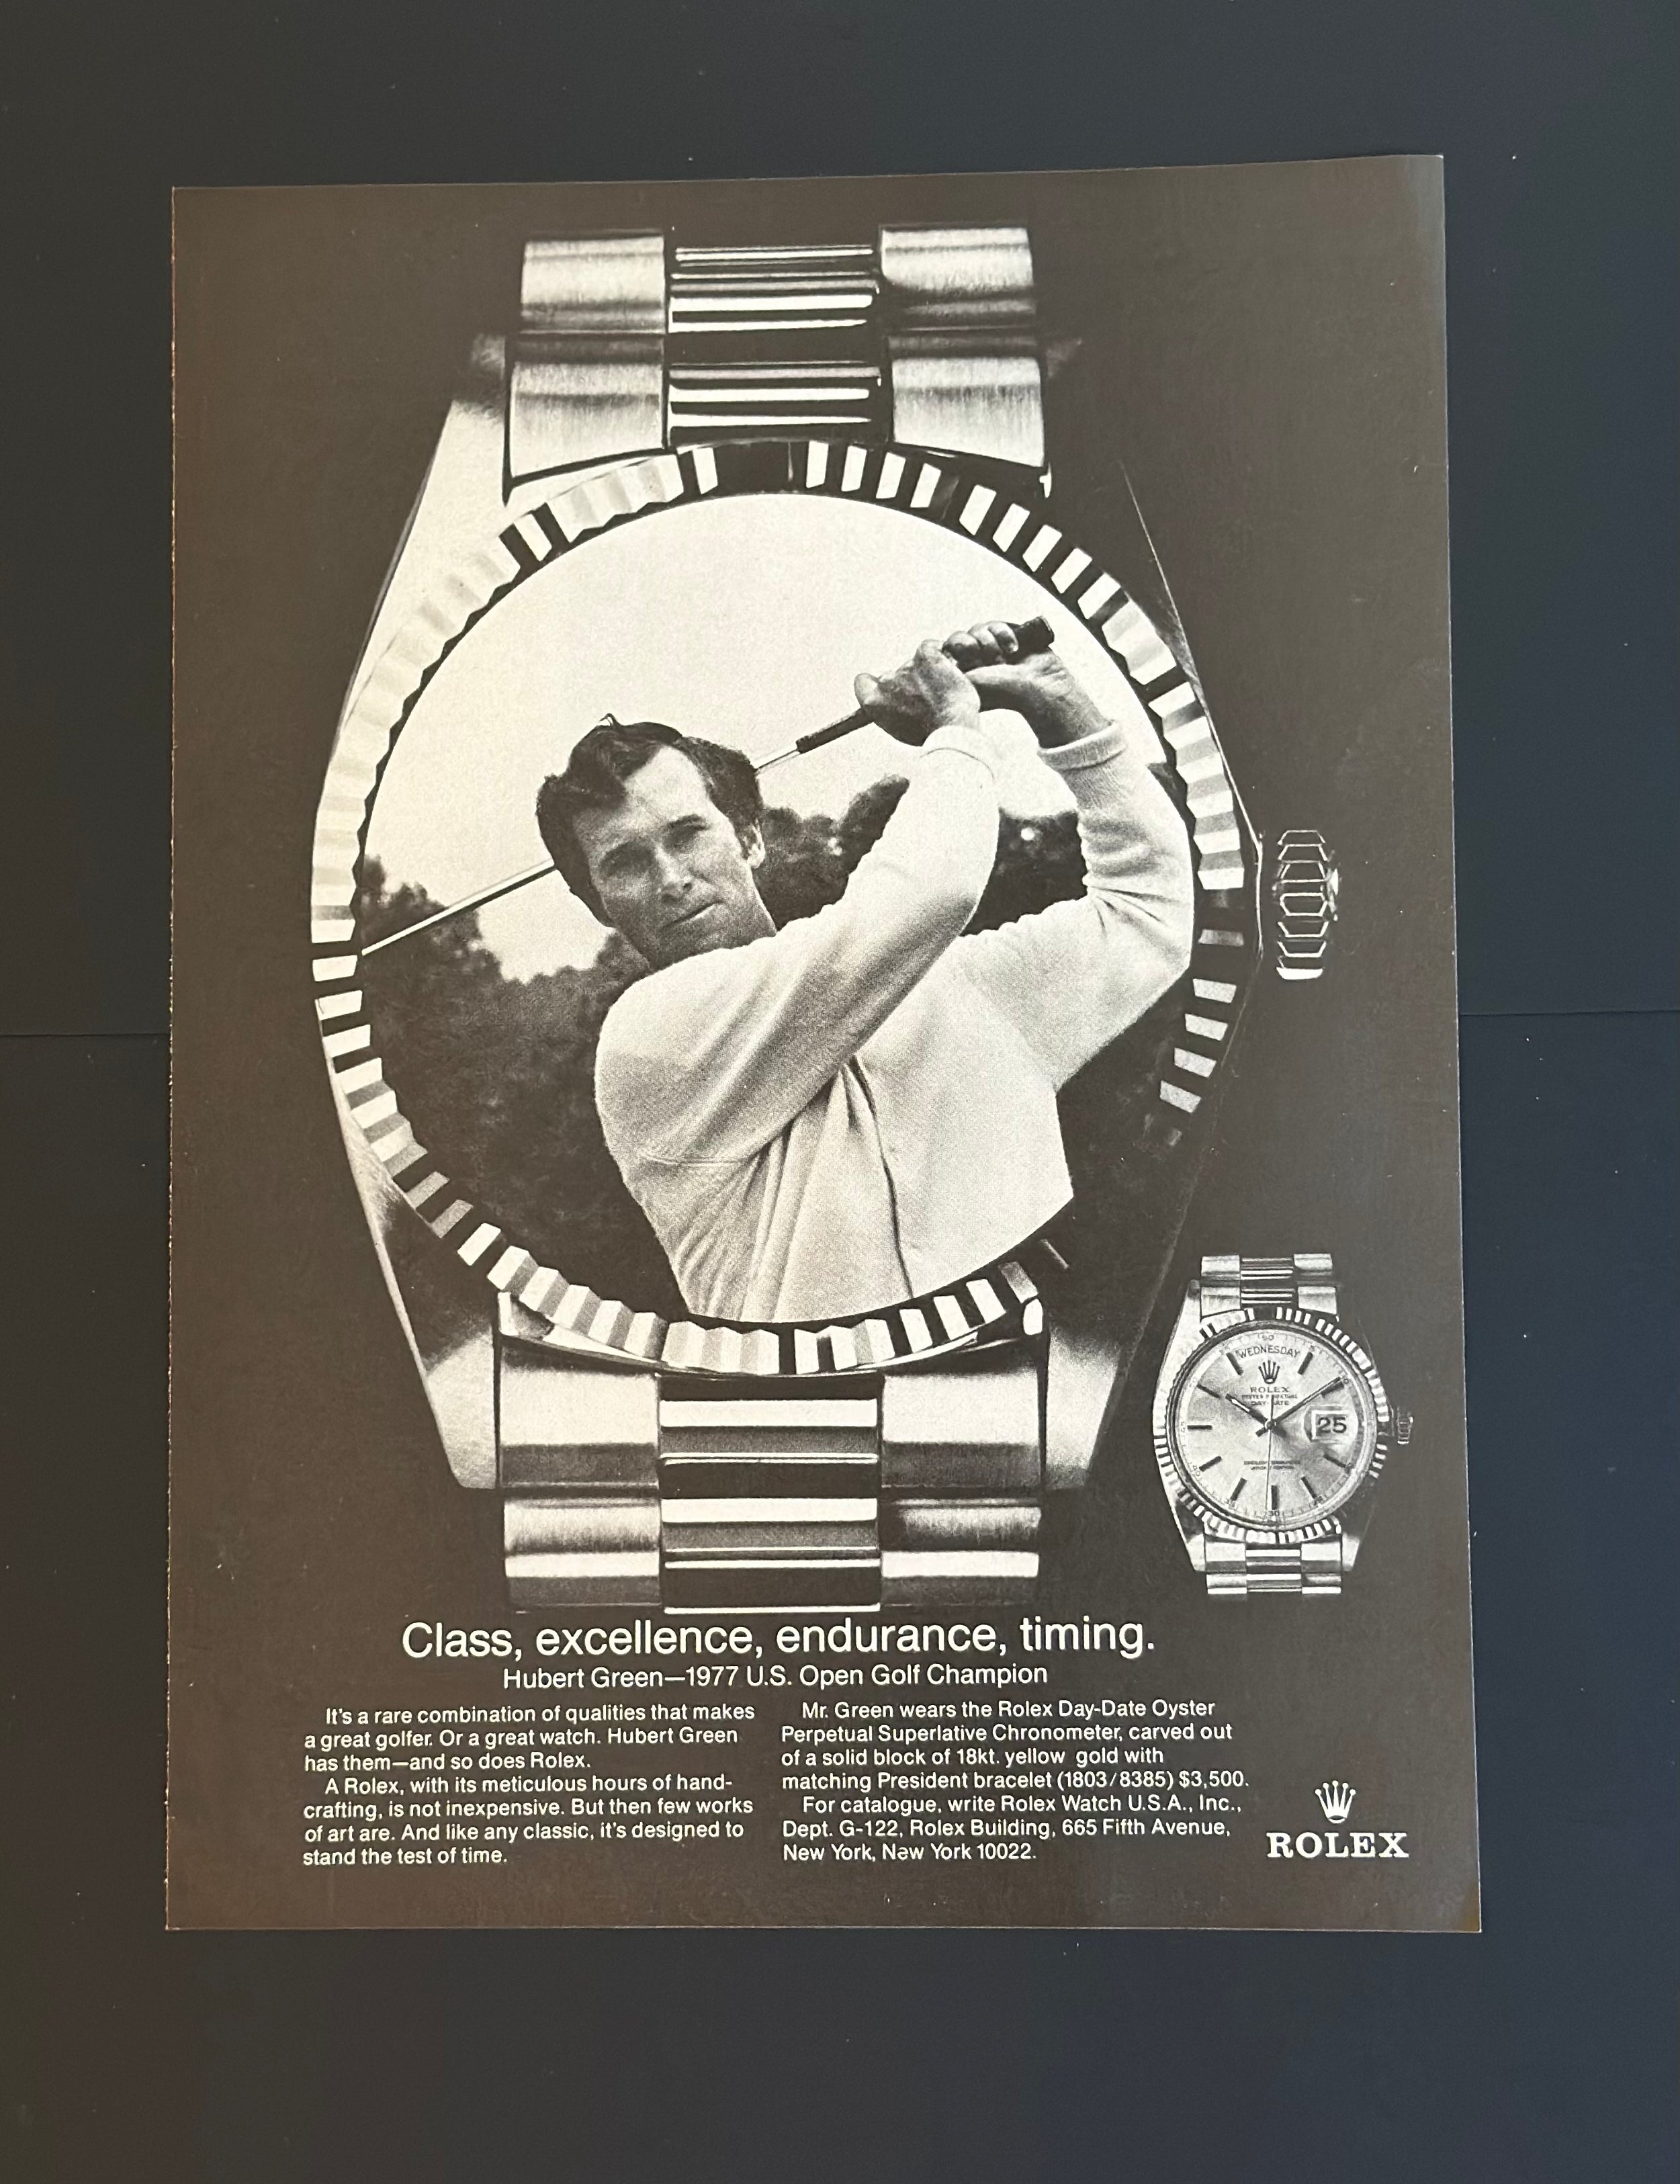 WEDNESDAY
ROLEX
OYSTER PERPETUAL
DAY-DATE
25
Class, excellence, endurance, timing.
Hubert Green—1977 U.S. Open Golf Champion
It's a rare combination of qualities that makes
a great golfer. Or a great watch. Hubert Green
has them—and so does Rolex.
A Rolex, with its meticulous hours of hand-
crafting, is not inexpensive. But then few works
of art are. And like any classic, it's designed to
stand the test of time.
Mr. Green wears the Rolex Day-Date Oyster
Perpetual Superlative Chronometer, carved out
of a solid block of 18kt. yellow gold with
matching President bracelet (1803/8385) $3,500.
For catalogue, write Rolex Watch U.S.A., Inc.,
Dept. G-122, Rolex Building, 665 Fifth Avenue,
New York, New York 10022.
ROLEX